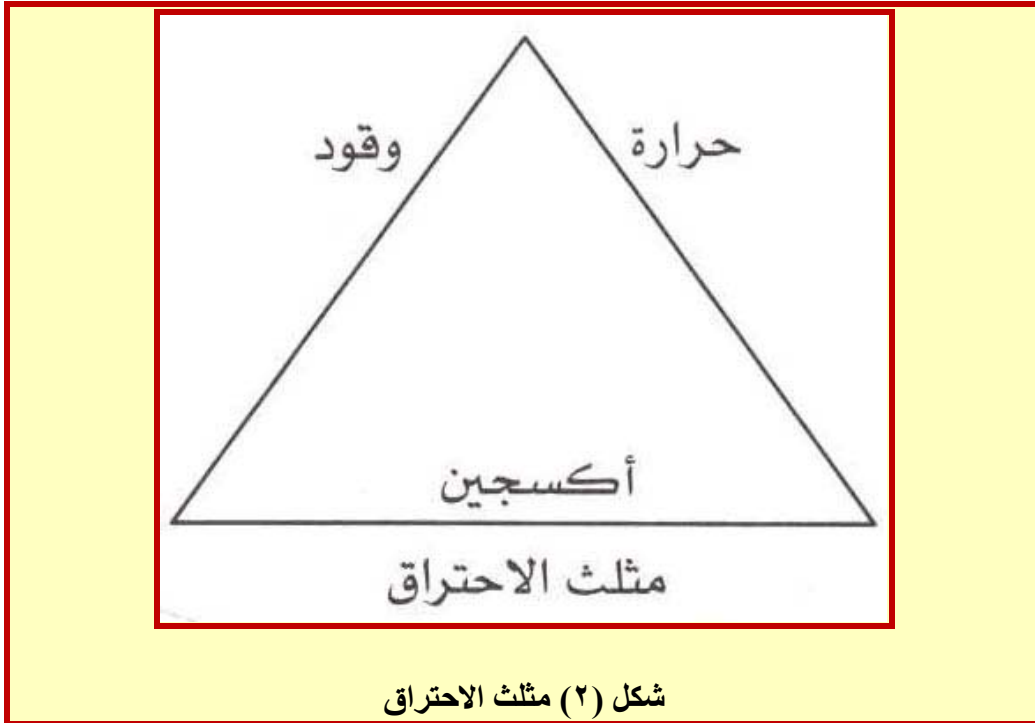 حرارة
وقود
أكسجين
مثلث الاحتراق
شكل (٢) مثلث الاحتراق